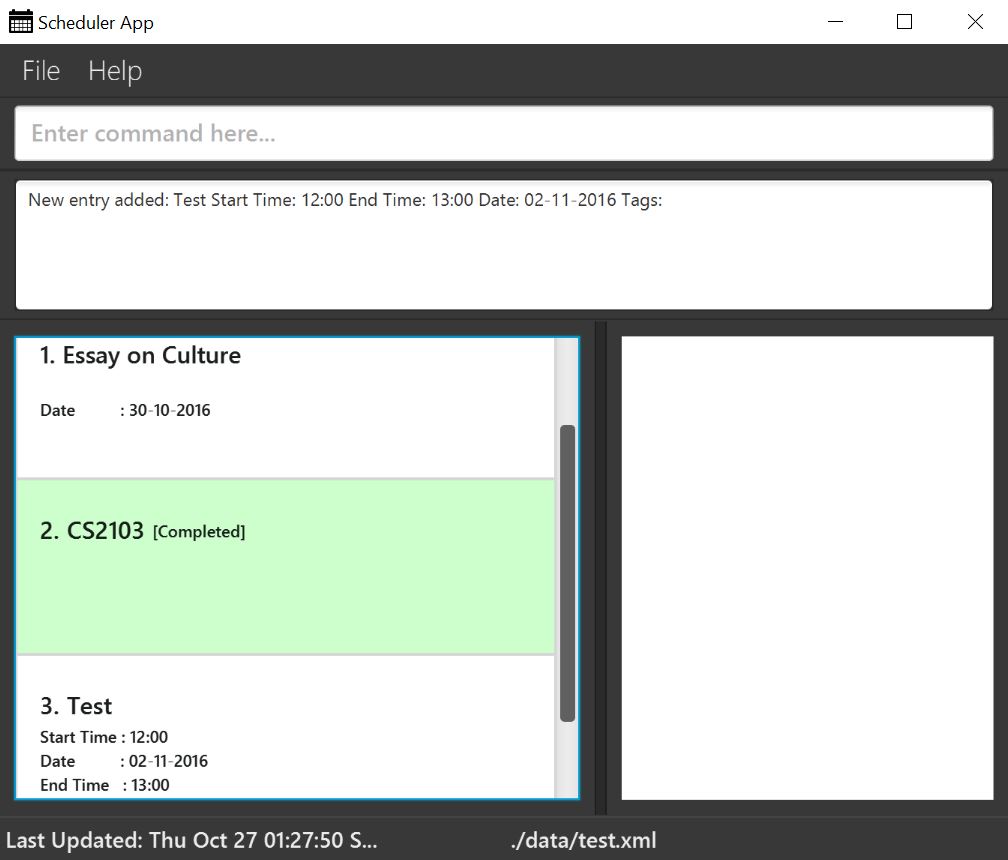 Scheduler App
File Help
Enter command here...
New entry added: Test Start Time: 12:00 End Time: 13:00 Date: 02-11-2016 Tags:
1. Essay on Culture
Date : 30-10-2016
2. CS2103 [Completed]
3. Test
Start Time : 12:00
Date : 02-11-2016
End Time : 13:00
Last Updated: Thu Oct 27 01:27:50 S... ./data/test.xml